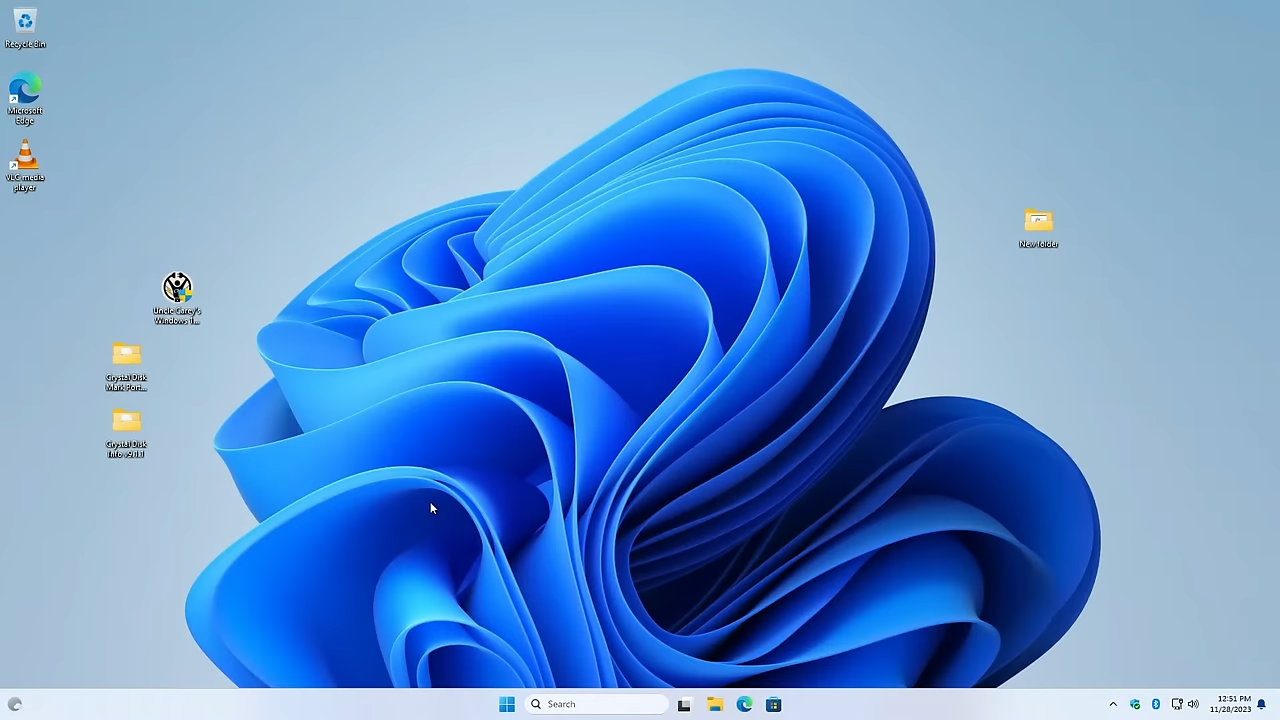 Recycle Bin
Microsoft
Edge
VLC media
player
New folder
Uncle Carey's
Windows 1...
Crystal Disk
Mark Port...
Crystal Disk
Search
12:51 PM
11/28/2023